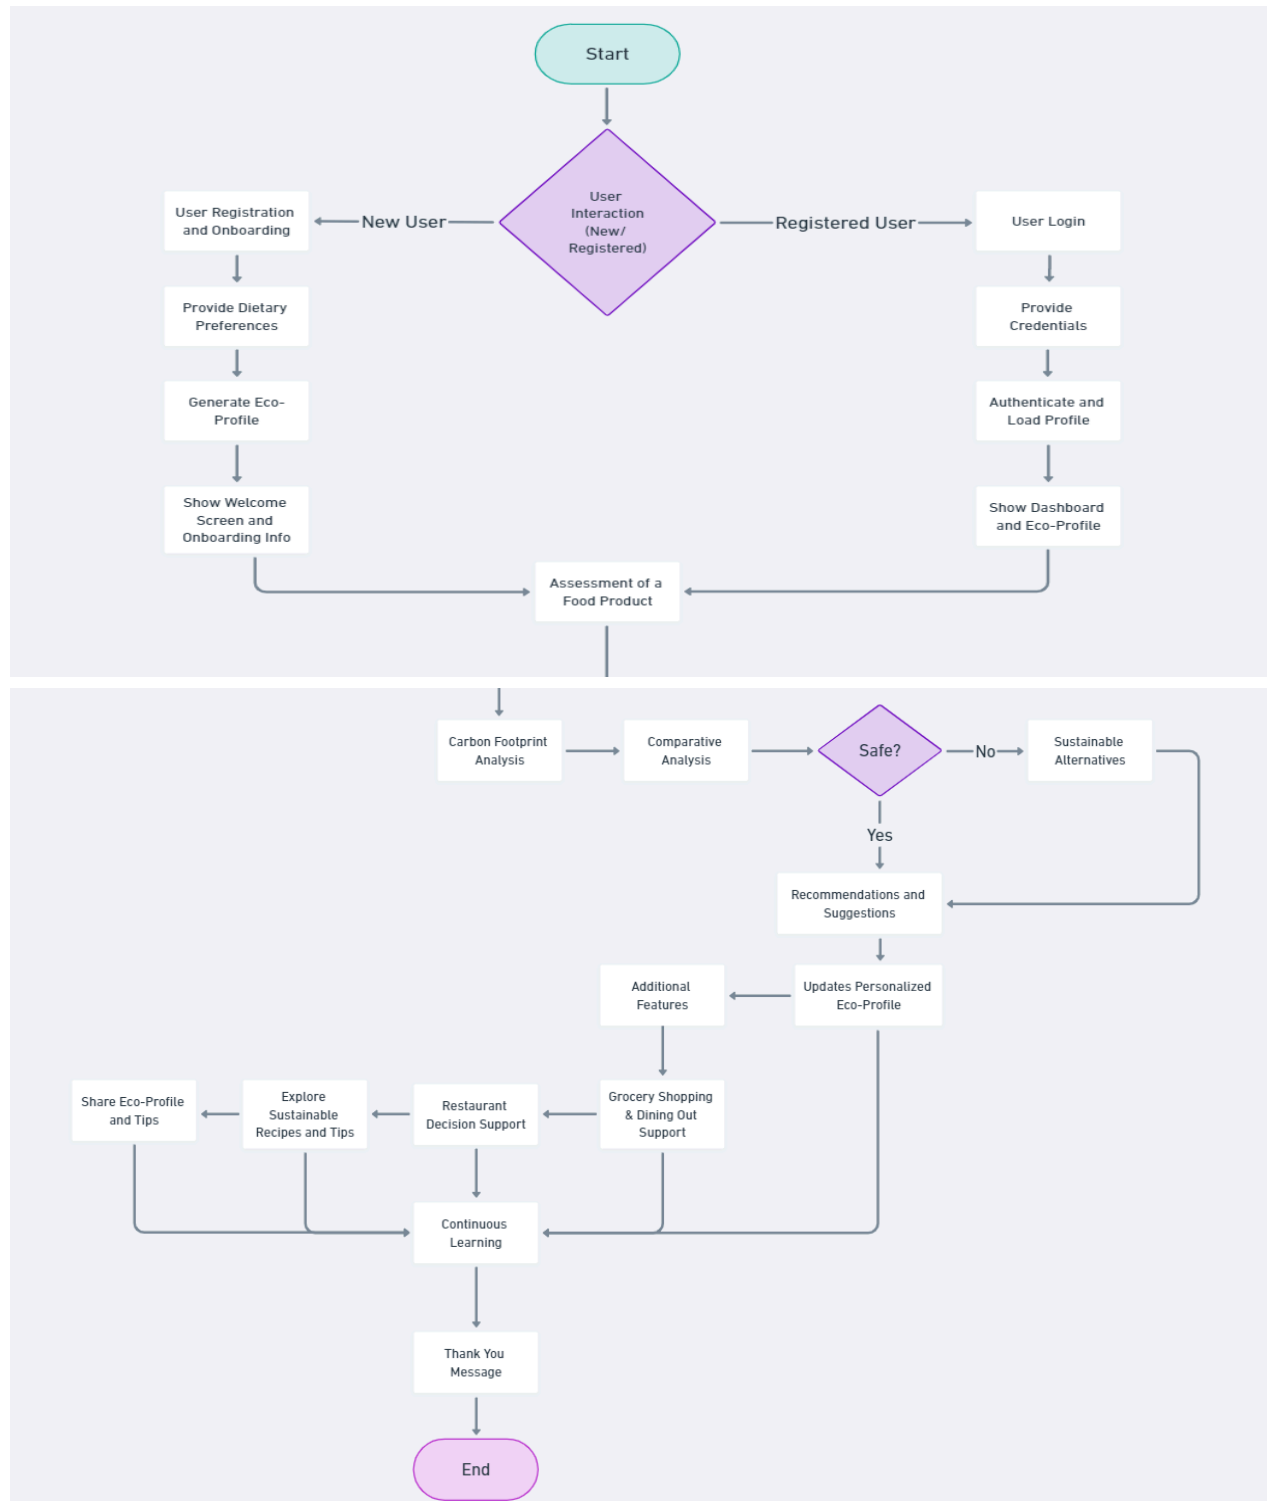 Start
User
Interaction
(New/
Registered)
New User
Registered User
User Registration
and Onboarding
User Login
Provide Dietary
Preferences
Provide
Credentials
Generate Eco-
Profile
Authenticate and
Load Profile
Show Welcome
Screen and
Onboarding Info
Show Dashboard
and Eco-Profile
Assessment of a
Food Product
Carbon Footprint
Analysis
Comparative
Analysis
Safe?
No
Sustainable
Alternatives
Yes
Recommendations and
Suggestions
Additional
Features
Updates Personalized
Eco-Profile
Share Eco-Profile
and Tips
Explore
Sustainable
Recipes and Tips
Restaurant
Decision Support
Grocery Shopping
& Dining Out
Support
Continuous
Learning
Thank You
Message
End